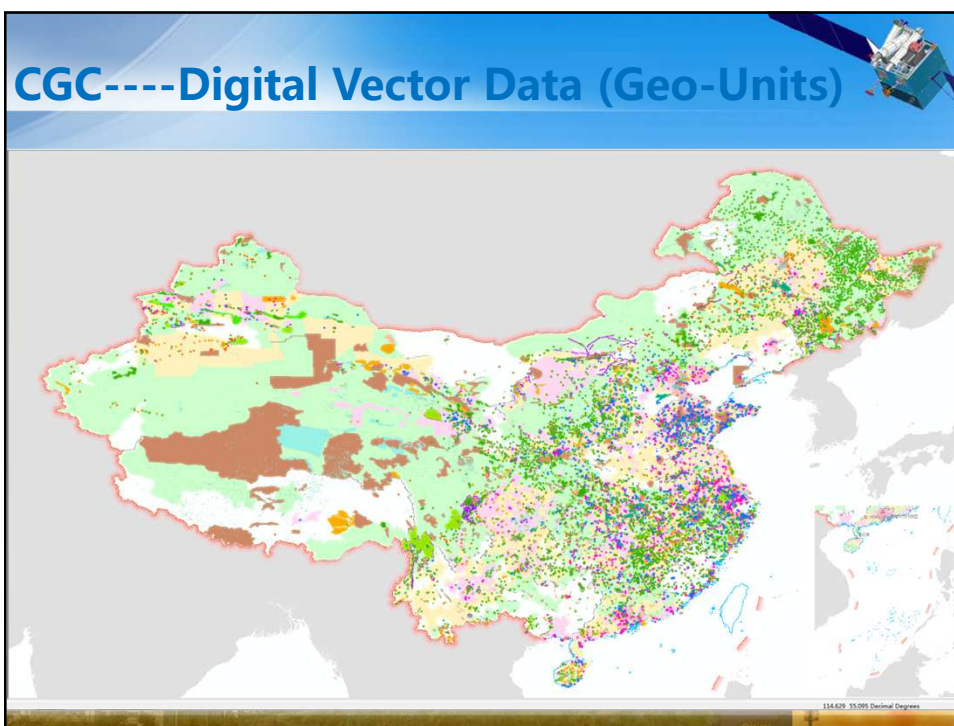 CGC----Digital Vector Data (Geo-Units)
114.629 55.095 Decimal Degrees